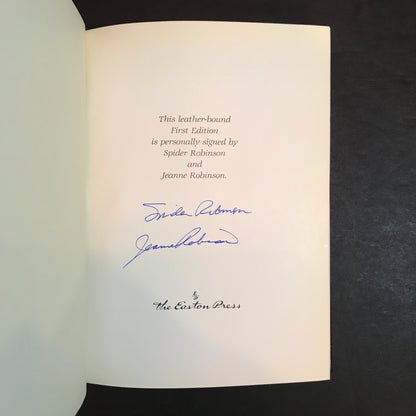 This leather-bound
First Edition
is personally signed by
Spider Robinson
and
Jeanne Robinson.
Spider Robinson
Jeanne Robinson
EP
the Easton Press